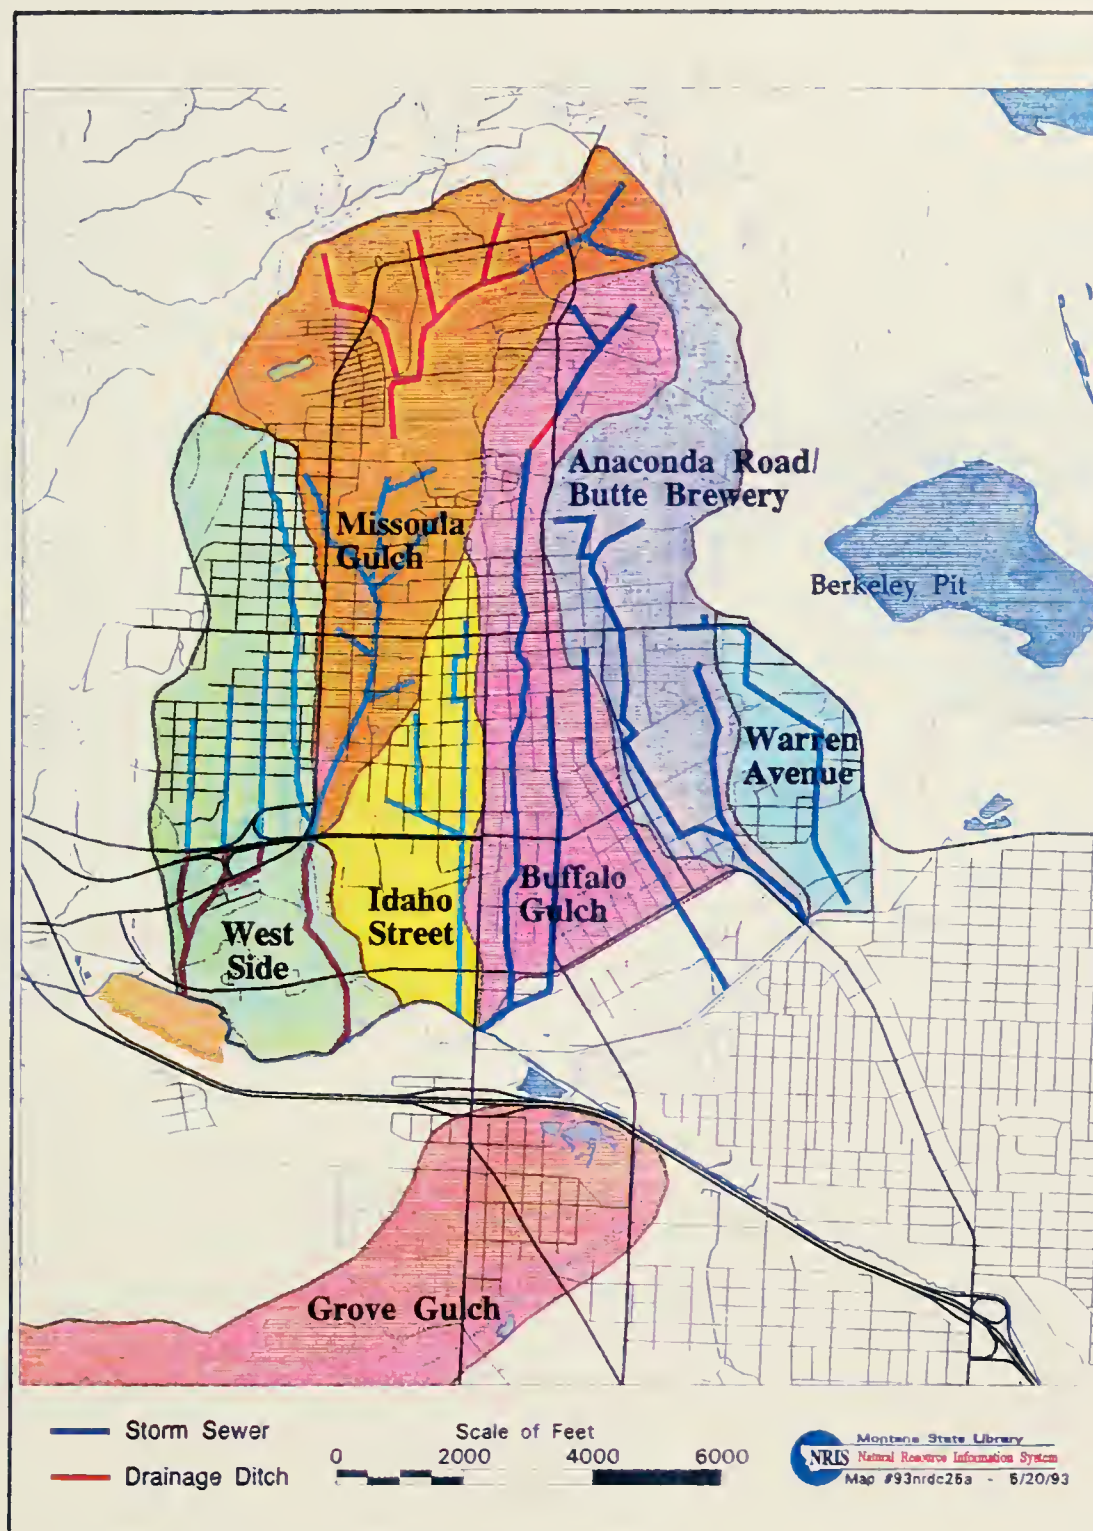 Anaconda Road/
Butte Brewery
Missoula
Gulch
Berkeley Pit
Warren
Avenue
Buffalo
Gulch
Idaho
Street
West
Side
Grove Gulch
Storm Sewer
Drainage Ditch
Scale of Feet
0 2000 4000 6000
NRIS
Montana State Library
Natural Resource Information System
Map #93nrdc25a - 5/20/93